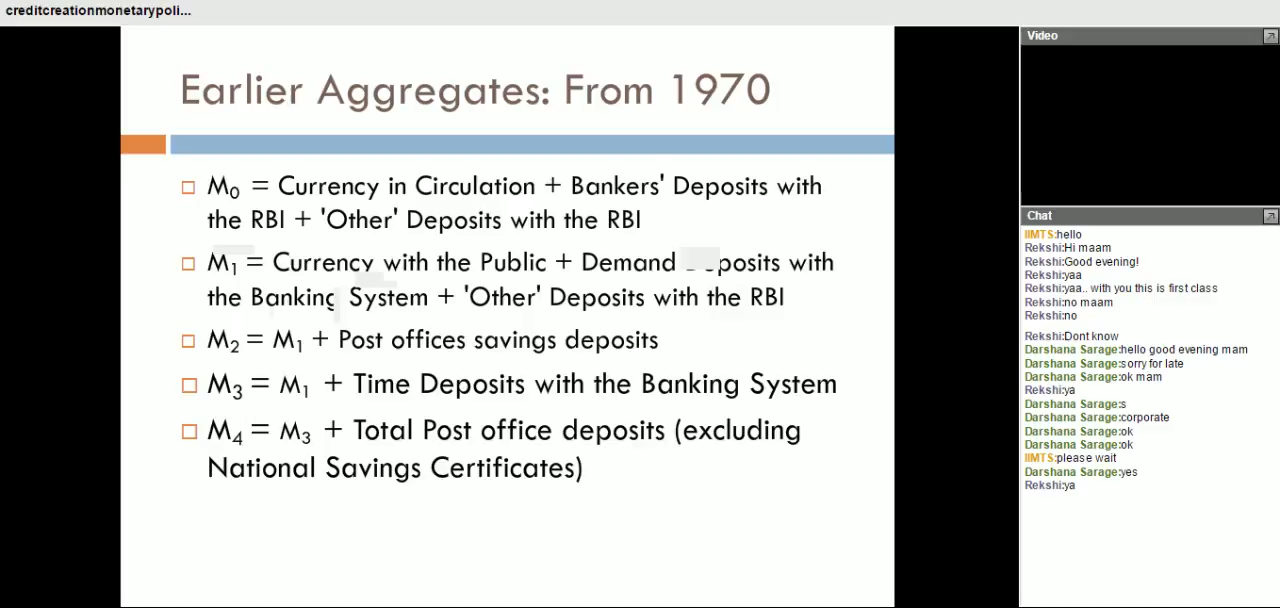 creditcreationmonetarypoli...
Earlier Aggregates: From 1970
M0 = Currency in Circulation + Bankers' Deposits with
the RBI + 'Other' Deposits with the RBI
M1 = Currency with the Public + Demand Deposits with
the Banking System + 'Other' Deposits with the RBI
M2 = M1 + Post offices savings deposits
M3 = M1 + Time Deposits with the Banking System
M4 = M3 + Total Post office deposits (excluding
National Savings Certificates)
Video
Chat
IIMTS:hello
Rekshi:Hi maam
Rekshi:Good evening!
Rekshi:yaa
Rekshi:yaa.. with you this is first class
Rekshi:no maam
Rekshi:no
Rekshi:Dont know
Darshana Sarage:hello good evening mam
Darshana Sarage:sorry for late
Darshana Sarage:ok mam
Rekshi:ya
Darshana Sarage:s
Darshana Sarage:corporate
Darshana Sarage:ok
Darshana Sarage:ok
IIMTS:please wait
Darshana Sarage:yes
Rekshi:ya